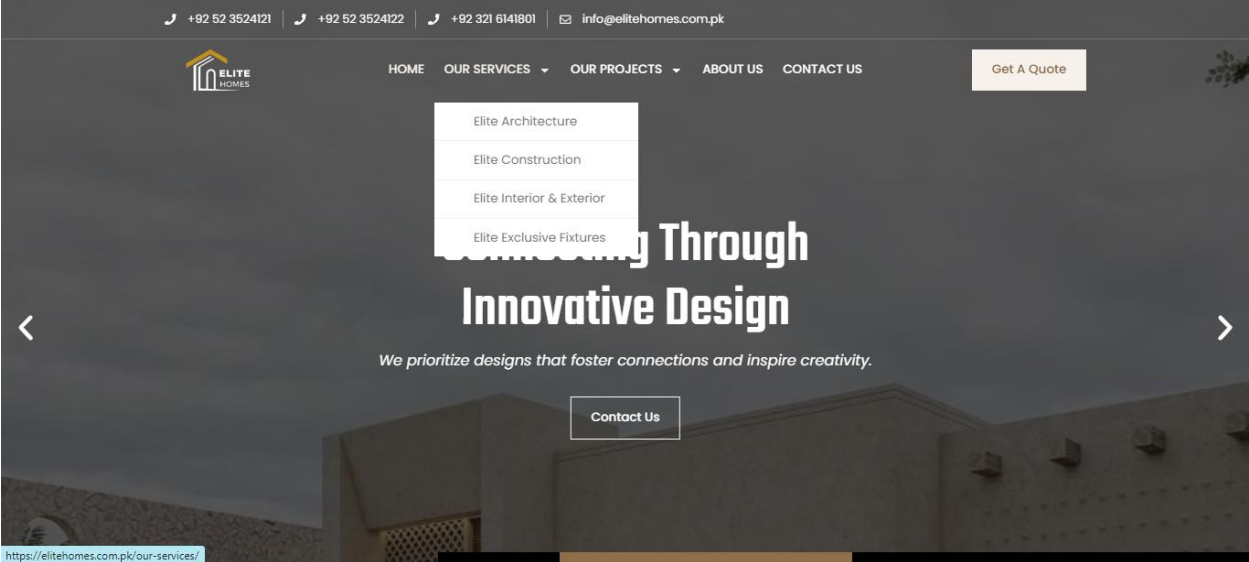 +92 52 3524121 +92 52 3524122 +92 321 6141801 info@elitehomes.com.pk
ELITE
HOMES
HOME OUR SERVICES OUR PROJECTS ABOUT US CONTACT US Get A Quote
Elite Architecture
Elite Construction
Elite Interior & Exterior
Elite Exclusive Fixtures
Through
Innovative Design
We prioritize designs that foster connections and inspire creativity.
Contact Us
https://elitehomes.com.pk/our-services/